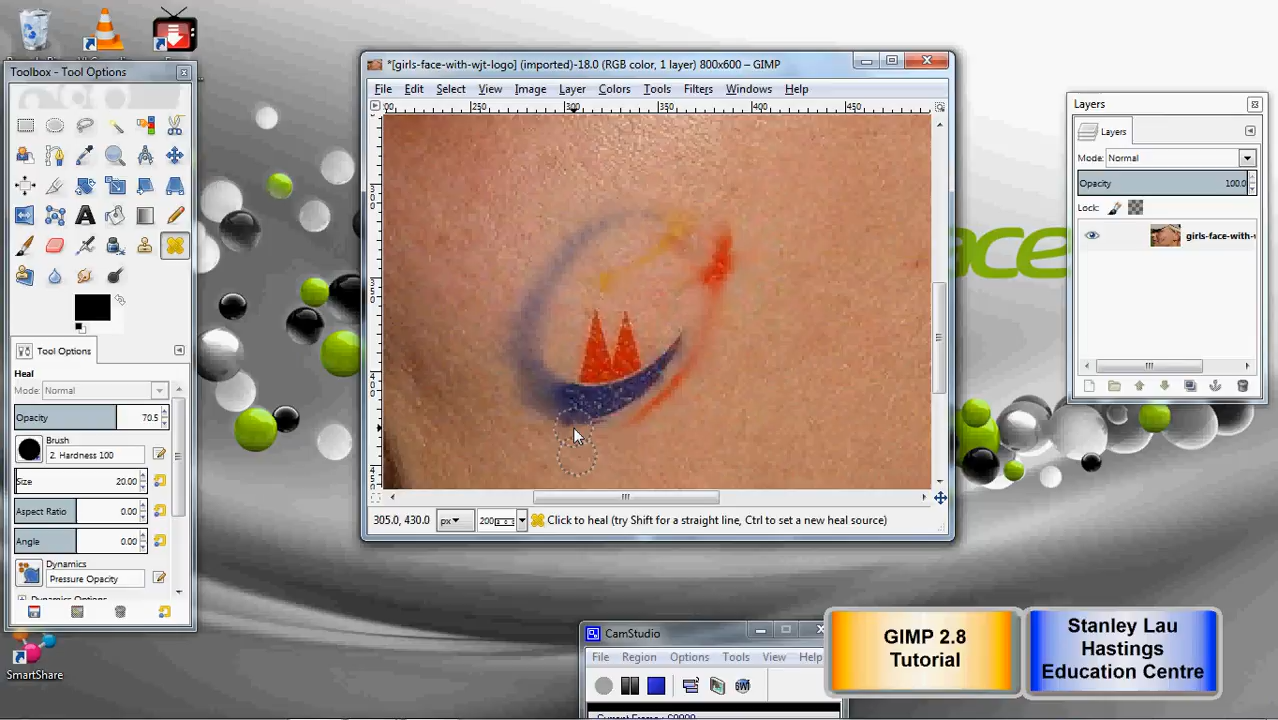 Toolbox - Tool Options
Tool Options
Heal
Mode: Normal
Opacity 70.5
Brush
2. Hardness 100
Size 20.00
Aspect Ratio 0.00
Angle 0.00
Dynamics
Pressure Opacity
Dynamics Options
SmartShare
*[girls-face-with-wjt-logo] (imported)-18.0 (RGB color, 1 layer) 800x600 – GIMP
File Edit Select View Image Layer Colors Tools Filters Windows Help
250 300 350 400 450
305.0, 430.0 px 200 Click to heal (try Shift for a straight line, Ctrl to set a new heal source)
Layers
Layers
Mode: Normal
Opacity 100.0
Lock:
girls-face-with-
CamStudio
File Region Options Tools View Help
GIMP 2.8
Tutorial
Stanley Lau
Hastings
Education Centre